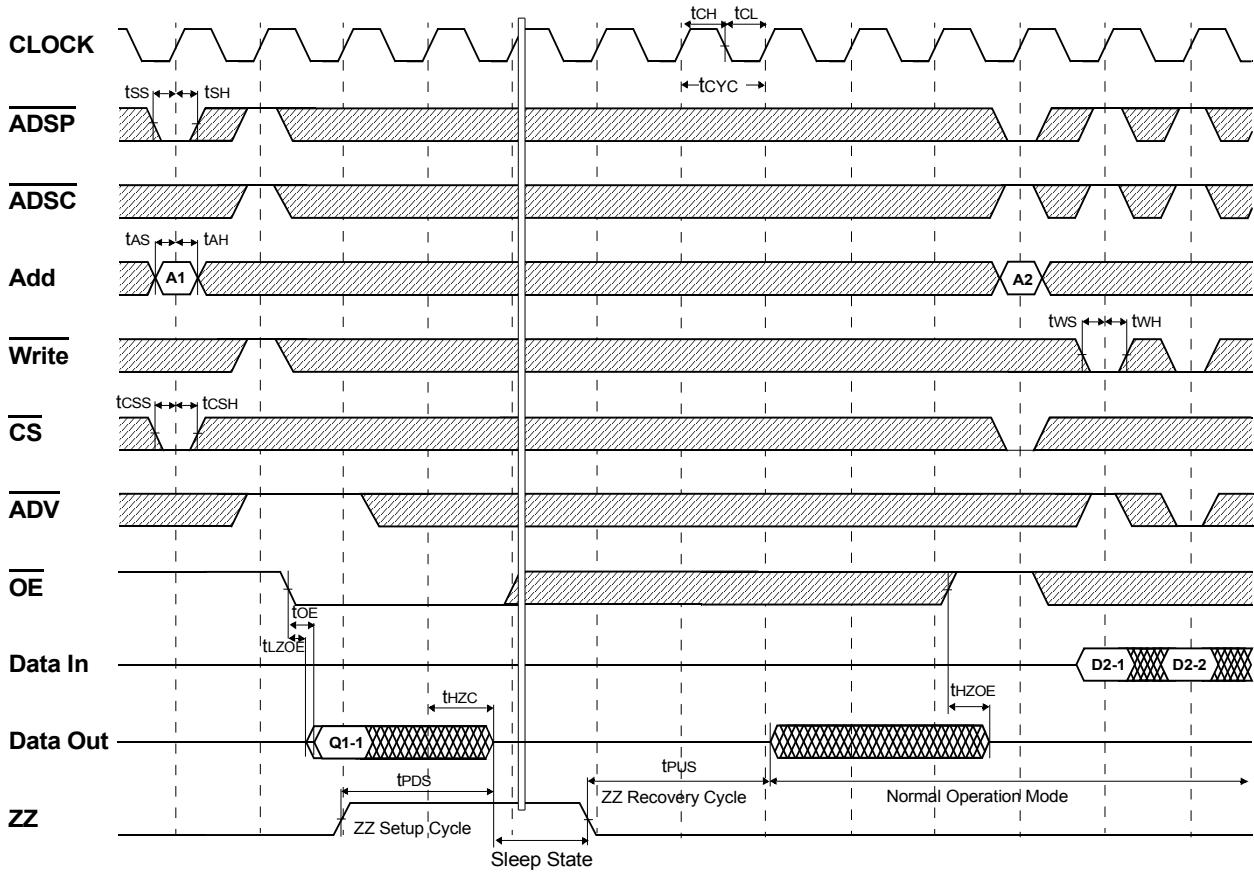 tCH tCL
CLOCK
tCYC
tSS tSH
ADSP
ADSC
tAS tAH
Add A1 A2
tWS tWH
Write
tCSS tCSH
CS
ADV
OE
tOE
tLZOE
Data In D2-1 D2-2
tHZC tHZOE
Data Out Q1-1
tPDS tPUS
ZZ ZZ Setup Cycle ZZ Recovery Cycle Normal Operation Mode
Sleep State